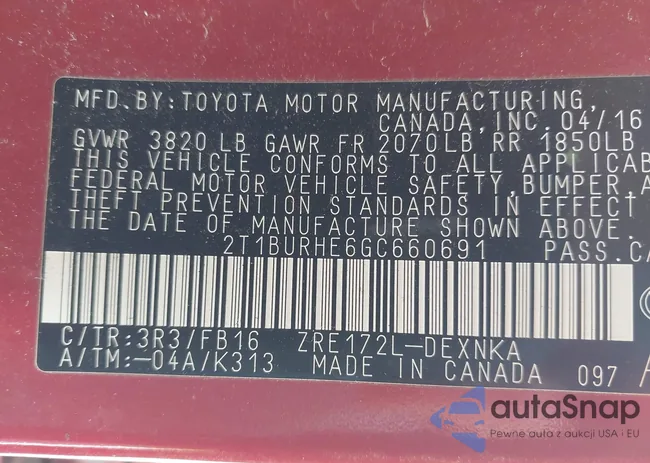 MFD. BY: TOYOTA MOTOR MANUFACTURING,
CANADA, INC. 04/16
GVWR 3820 LB GAWR FR 2070LB RR 1850LB
THIS VEHICLE CONFORMS TO ALL APPLICAB
FEDERAL MOTOR VEHICLE SAFETY, BUMPER A
THEFT PREVENTION STANDARDS IN EFFECT
THE DATE OF MANUFACTURE SHOWN ABOVE.
2T1BURHE6GC660691 PASS. CA
C/TR: 3R3/FB16 ZRE172L-DEXNKA
A/TM: -04A/K313 MADE IN CANADA 097 A
autaSnap
Pewne auta z aukcji USA · EU